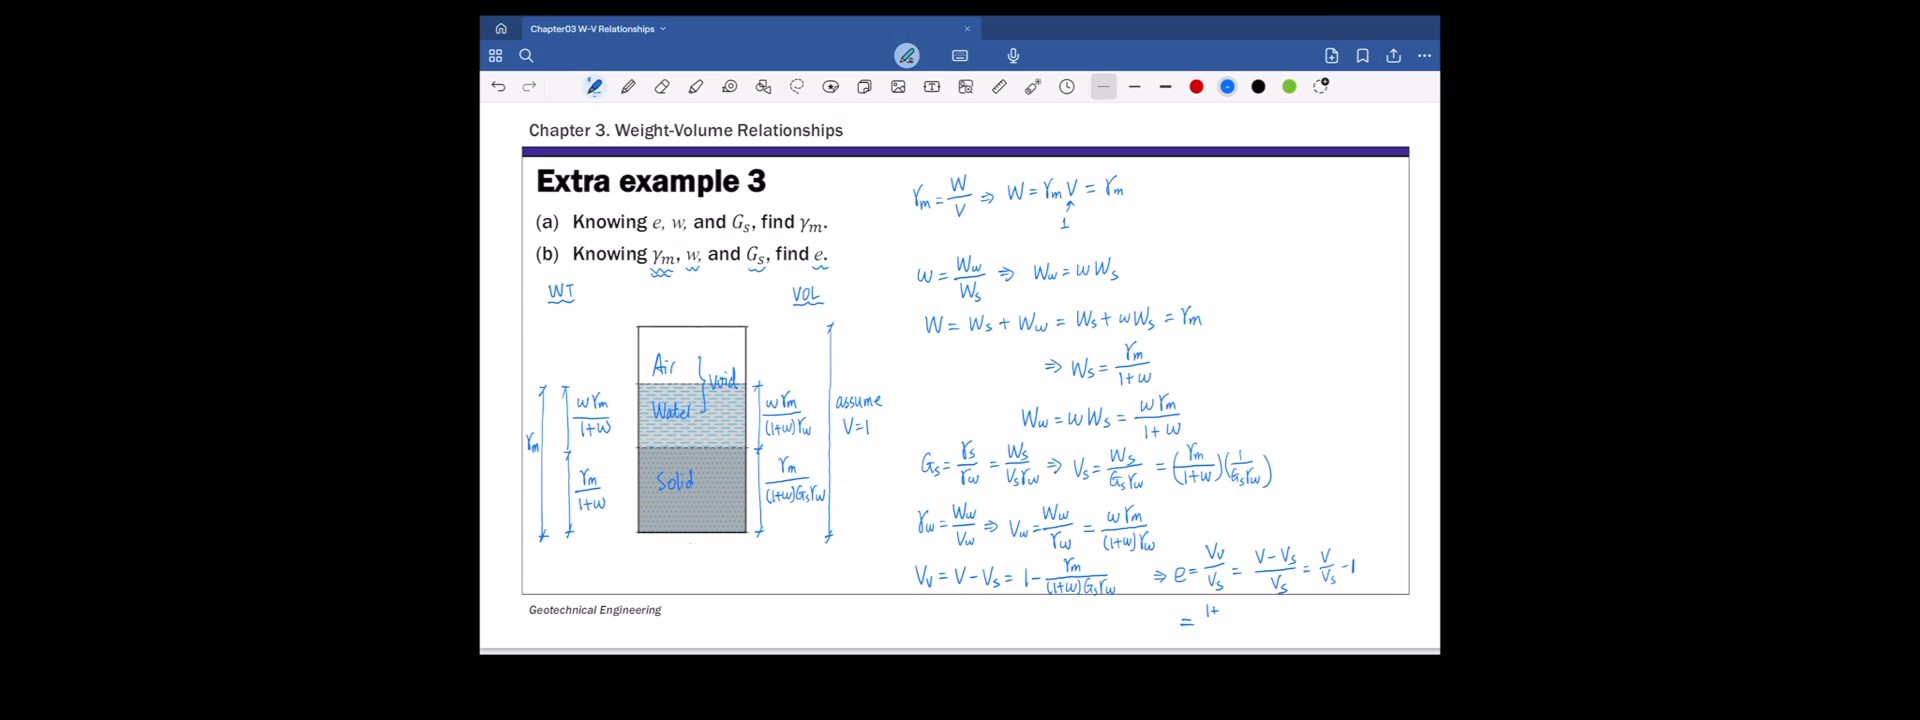 Chapter03 W-V Relationships
Chapter 3. Weight-Volume Relationships
Extra example 3
(a) Knowing e, w, and Gₛ, find γₘ.
(b) Knowing γₘ, w, and Gₛ, find e.
WT
VOL
Air
Void
Water
Solid
γm
wγm/(1+w)
γm/(1+w)
wγm/((1+w)γw)
γm/((1+w)Gsγw)
assume
V=1
γm = W/V ⇒ W = γm V = γm
↑
1
w = Ww/Ws ⇒ Ww = wWs
W = Ws + Ww = Ws + wWs = γm
⇒ Ws = γm/(1+w)
Ww = wWs = wγm/(1+w)
Gs = γs/γw = Ws/(Vsγw) ⇒ Vs = Ws/(Gsγw) = (γm/(1+w))(1/(Gsγw))
γw = Ww/Vw ⇒ Vw = Ww/γw = wγm/((1+w)γw)
Vv = V − Vs = 1 − γm/((1+w)Gsγw) ⇒ e = Vv/Vs = (V−Vs)/Vs = V/Vs − 1
= 1+
Geotechnical Engineering